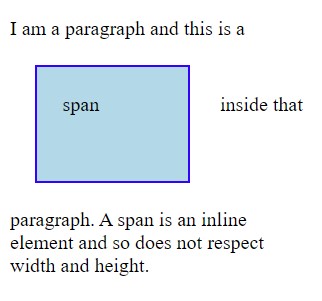 I am a paragraph and this is a
span inside that
paragraph. A span is an inline
element and so does not respect
width and height.